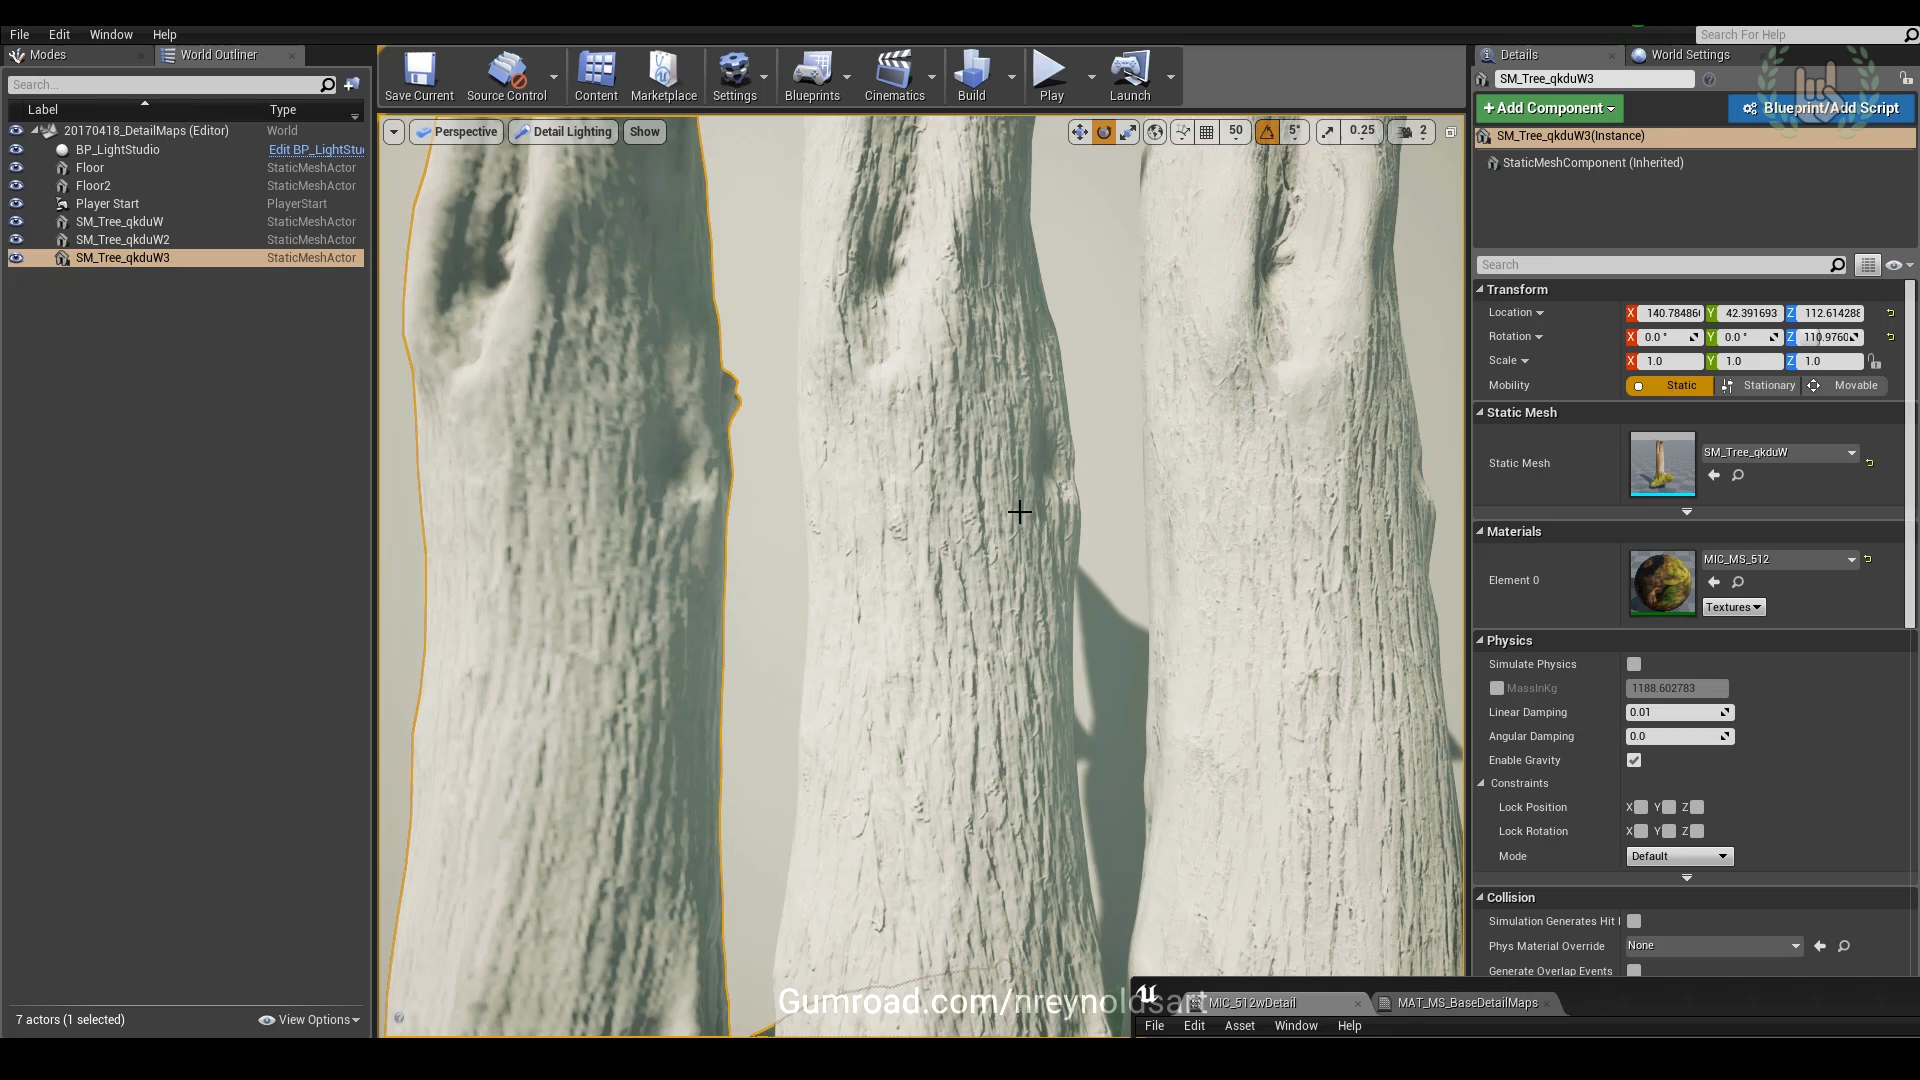 File Edit Window Help
Search For Help
Modes
World Outliner
Details
World Settings
Search...
Label Type
20170418_DetailMaps (Editor) World
BP_LightStudio Edit BP_LightStu
Floor StaticMeshActor
Floor2 StaticMeshActor
Player Start PlayerStart
SM_Tree_qkduW StaticMeshActor
SM_Tree_qkduW2 StaticMeshActor
SM_Tree_qkduW3 StaticMeshActor
7 actors (1 selected) View Options
Save Current Source Control Content Marketplace Settings Blueprints Cinematics Build Play Launch
Perspective Detail Lighting Show
50 5° 0.25 2
SM_Tree_qkduW3
+Add Component Blueprint/Add Script
SM_Tree_qkduW3(Instance)
StaticMeshComponent (Inherited)
Search
Transform
Location X Y 42.391693 Z
Rotation X 0.0 ° Y 0.0 ° Z 110.9760
Scale X 1.0 Y 1.0 Z 1.0
Mobility Static Stationary Movable
Static Mesh
Static Mesh SM_Tree_qkduW
Materials
Element 0 MIC_MS_512
Textures
Physics
Simulate Physics
MassInKg 1188.602783
Linear Damping 0.01
Angular Damping 0.0
Enable Gravity
Constraints
Lock Position X Y Z
Lock Rotation X Y Z
Mode Default
Collision
Simulation Generates Hit
Phys Material Override None
Generate Overlap Events
Gumroad.com/nreynoldsart
MIC_512wDetail MAT_MS_BaseDetailMaps
File Edit Asset Window Help